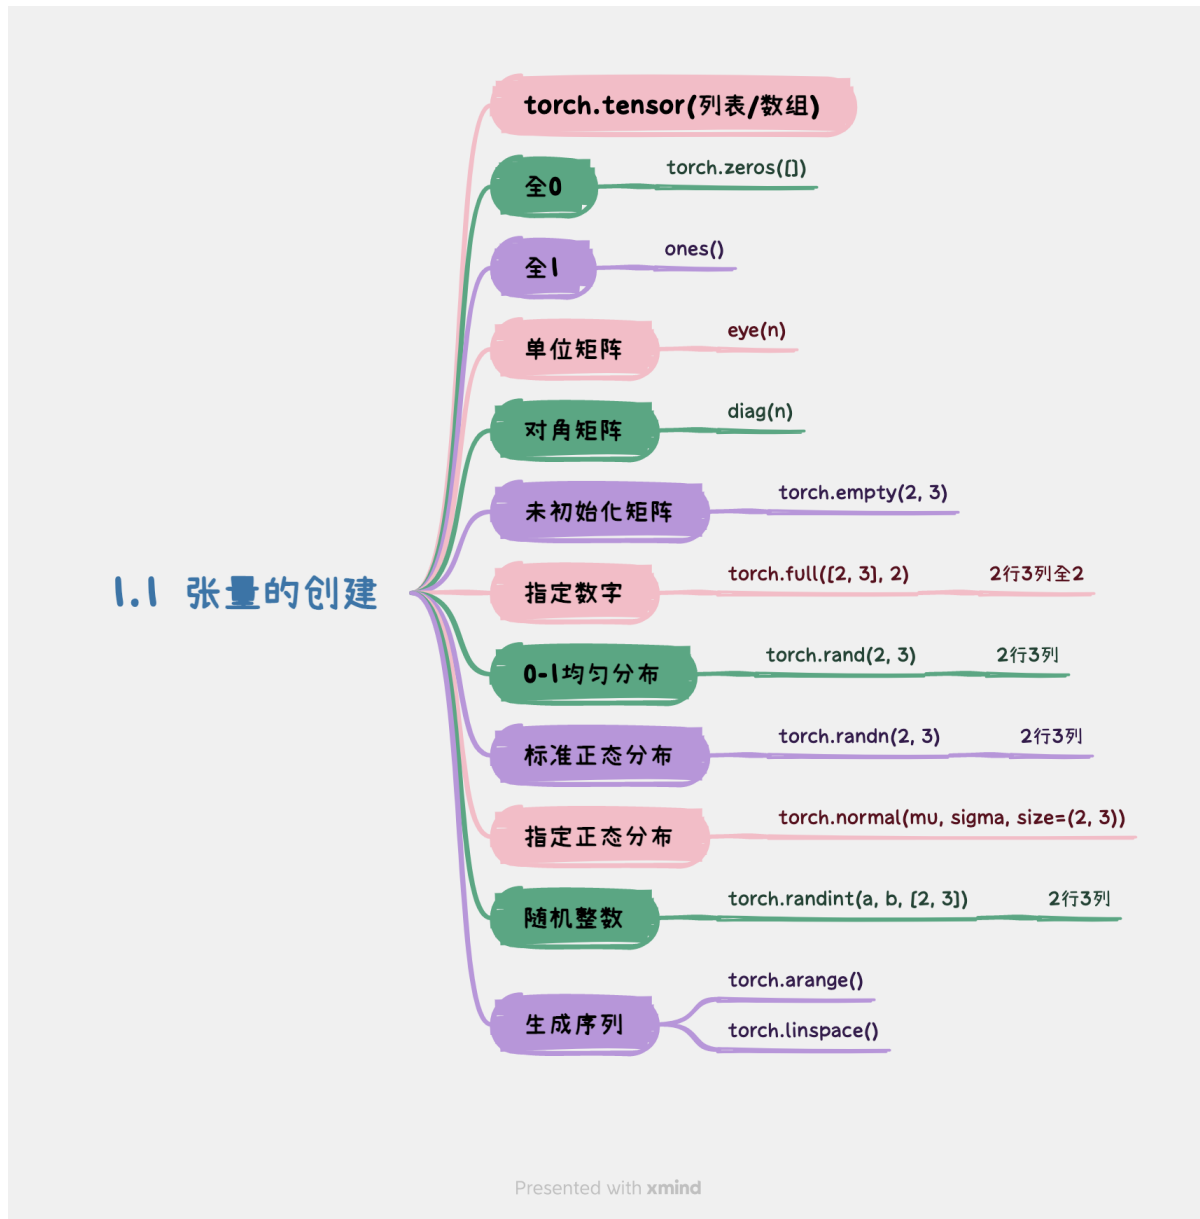 1.1 张量的创建
torch.tensor(列表/数组)
全0
torch.zeros([])
全1
ones()
单位矩阵
eye(n)
对角矩阵
diag(n)
未初始化矩阵
torch.empty(2, 3)
指定数字
torch.full([2, 3], 2)
2行3列全2
0-1均匀分布
torch.rand(2, 3)
2行3列
标准正态分布
torch.randn(2, 3)
2行3列
指定正态分布
torch.normal(mu, sigma, size=(2, 3))
随机整数
torch.randint(a, b, [2, 3])
2行3列
生成序列
torch.arange()
torch.linspace()
Presented with xmind